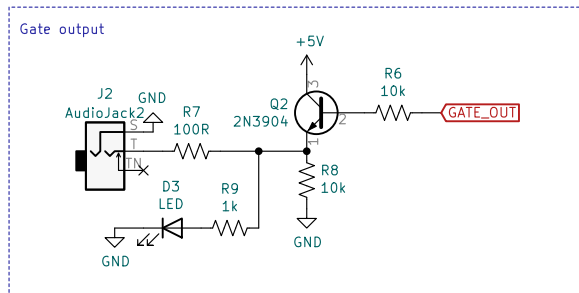 Gate output
+5V
J2
AudioJack2
GND
S
T
TN
R7
100R
Q2
2N3904
3
2
1
R6
10k
GATE_OUT
D3
LED
R9
1k
R8
10k
GND
GND